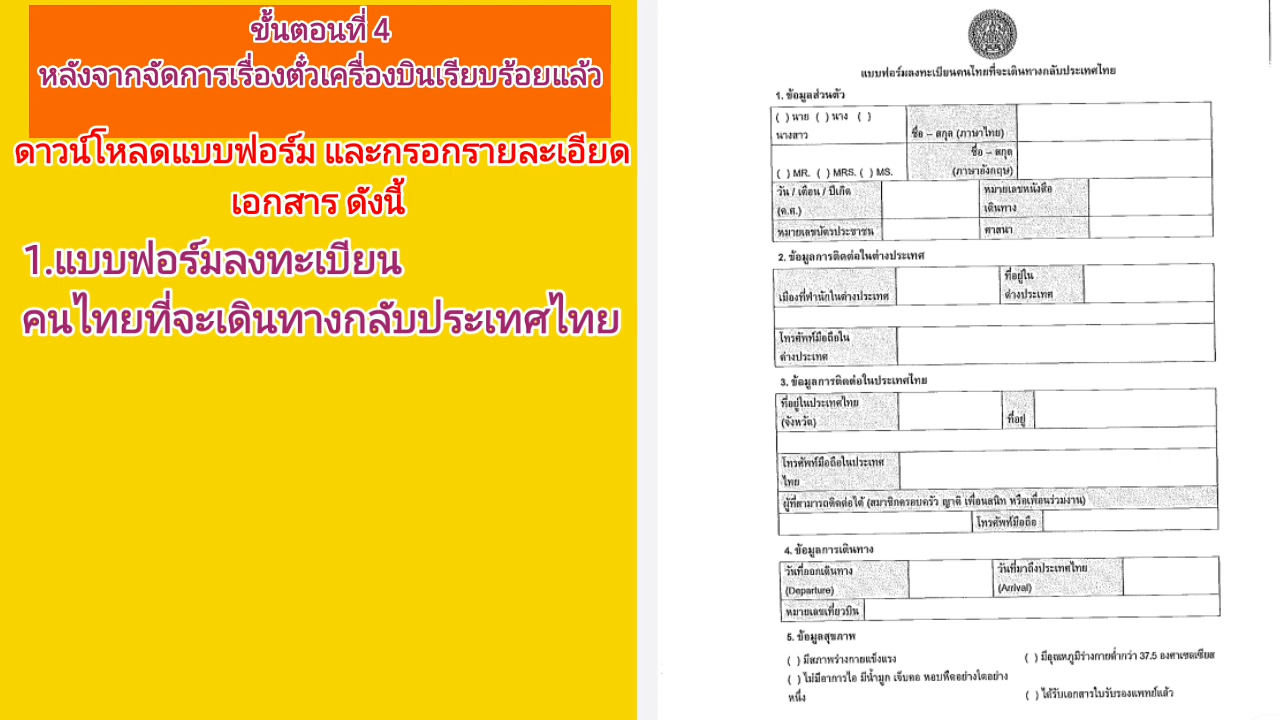 ขั้นตอนที่ 4
หลังจากจัดการเรื่องตั๋วเครื่องบินเรียบร้อยแล้ว
ดาวน์โหลดแบบฟอร์ม และกรอกรายละเอียด
เอกสาร ดังนี้
1.แบบฟอร์มลงทะเบียน
คนไทยที่จะเดินทางกลับประเทศไทย
แบบฟอร์มลงทะเบียนคนไทยที่จะเดินทางกลับประเทศไทย
1. ข้อมูลส่วนตัว
( ) นาย ( ) นาง ( )
นางสาว
ชื่อ – สกุล (ภาษาไทย)
( ) MR. ( ) MRS. ( ) MS.
ชื่อ – สกุล
(ภาษาอังกฤษ)
วัน / เดือน / ปีเกิด
(ค.ศ.)
หมายเลขหนังสือ
เดินทาง
หมายเลขบัตรประชาชน
ศาสนา
2. ข้อมูลการติดต่อในต่างประเทศ
เมืองที่พำนักในต่างประเทศ
ที่อยู่ใน
ต่างประเทศ
โทรศัพท์มือถือใน
ต่างประเทศ
3. ข้อมูลการติดต่อในประเทศไทย
ที่อยู่ในประเทศไทย
(จังหวัด)
ที่อยู่
โทรศัพท์มือถือในประเทศ
ไทย
ผู้ที่สามารถติดต่อได้ (สมาชิกครอบครัว ญาติ เพื่อนสนิท หรือเพื่อนร่วมงาน)
โทรศัพท์มือถือ
4. ข้อมูลการเดินทาง
วันที่ออกเดินทาง
(Departure)
วันที่มาถึงประเทศไทย
(Arrival)
หมายเลขเที่ยวบิน
5. ข้อมูลสุขภาพ
( ) มีสภาพร่างกายแข็งแรง
( ) มีอุณหภูมิร่างกายต่ำกว่า 37.5 องศาเซลเซียส
( ) ไม่มีอาการไอ มีน้ำมูก เจ็บคอ หอบหืดอย่างใดอย่าง
หนึ่ง
( ) ได้รับเอกสารใบรับรองแพทย์แล้ว